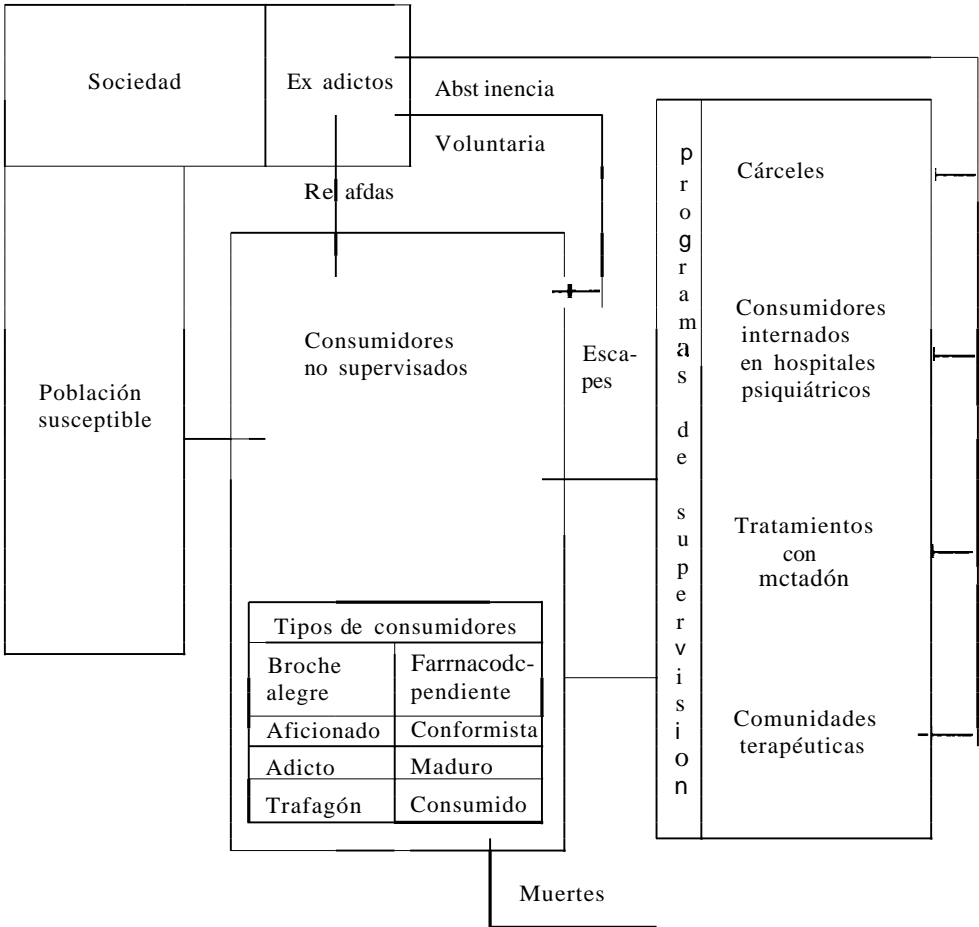 Sociedad
Ex adictos
Abst inencia
Voluntaria
Rel afdas
Población
susceptible
Consumidores
no supervisados
Esca-
pes
Tipos de consumidores
Broche
alegre
Farrnacodc-
pendiente
Aficionado
Conformista
Adicto
Maduro
Trafagón
Consumido
Muertes
programas de supervision
Cárceles
Consumidores
internados
en hospitales
psiquiátricos
Tratamientos
con
mctadón
Comunidades
terapéuticas